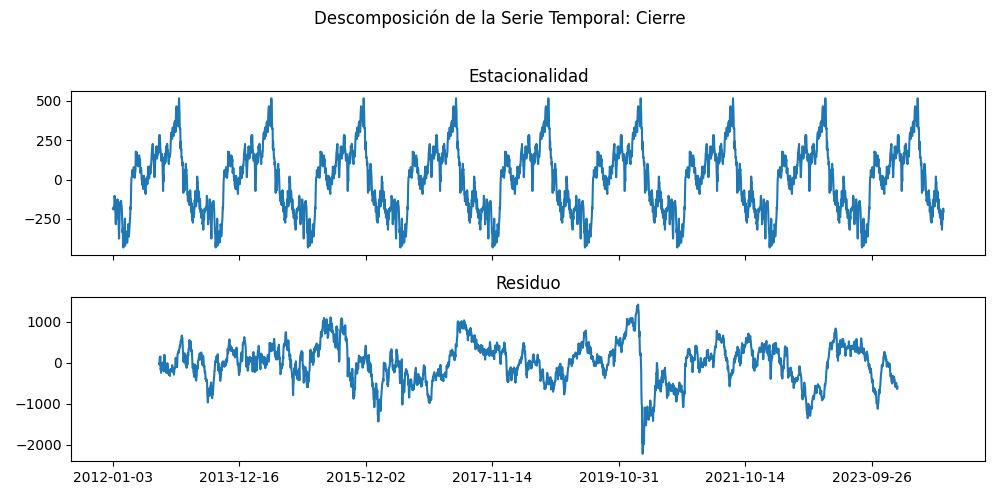 Descomposición de la Serie Temporal: Cierre
Estacionalidad
500
250
0
−250
Residuo
1000
0
−1000
−2000
2012-01-03 2013-12-16 2015-12-02 2017-11-14 2019-10-31 2021-10-14 2023-09-26